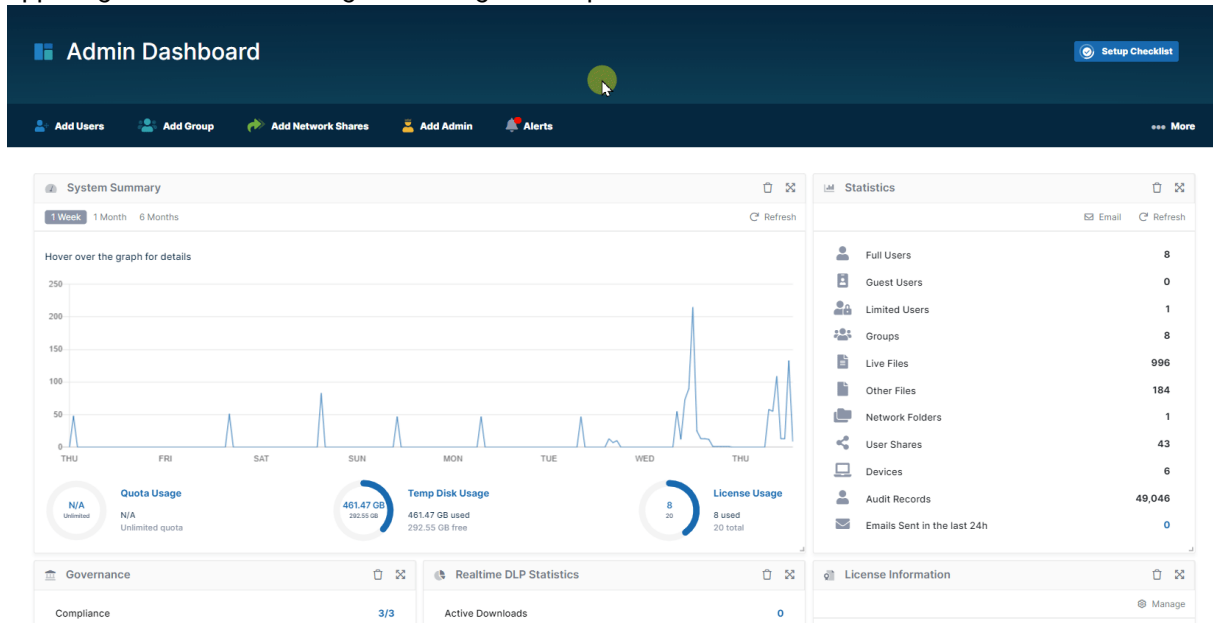 Admin Dashboard
Setup Checklist
Add Users
Add Group
Add Network Shares
Add Admin
Alerts
More
System Summary
1 Week 1 Month 6 Months
Refresh
Hover over the graph for details
250
200
150
100
50
0
THU FRI SAT SUN MON TUE WED THU
N/A
Unlimited
Quota Usage
N/A
Unlimited quota
461.47 GB
292.55 GB
Temp Disk Usage
461.47 GB used
292.55 GB free
8
20
License Usage
8 used
20 total
Statistics
Email Refresh
Full Users 8
Guest Users 0
Limited Users 1
Groups 8
Live Files 996
Other Files 184
Network Folders 1
User Shares 43
Devices 6
Audit Records 49,046
Emails Sent in the last 24h 0
Governance
Compliance 3/3
Realtime DLP Statistics
Active Downloads 0
License Information
Manage